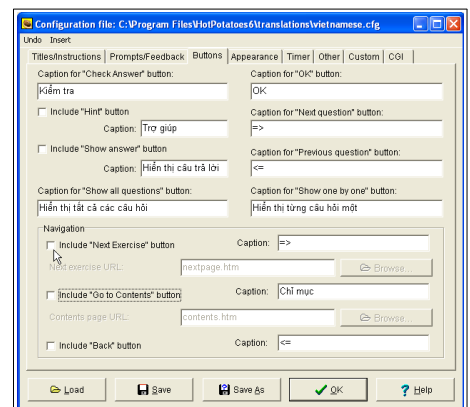 Configuration file: C:\Program Files\HotPotatoes6\translations\vietnamese.cfg
Undo Insert
Titles/Instructions Prompts/Feedback Buttons Appearance Timer Other Custom CGI
Caption for "Check Answer" button: Caption for "OK" button:
Kiểm tra OK
Include "Hint" button Caption for "Next question" button:
Caption: Trợ giúp =>
Include "Show answer" button Caption for "Previous question" button:
Caption: Hiển thị câu trả lời <=
Caption for "Show all questions" button: Caption for "Show one by one" button:
Hiển thị tất cả các câu hỏi Hiển thị từng câu hỏi một
Navigation
Include "Next Exercise" button Caption: =>
Next exercise URL: nextpage.htm Browse...
Include "Go to Contents" button Caption: Chỉ mục
Contents page URL: contents.htm Browse...
Include "Back" button Caption: <=
Load Save Save As OK Help